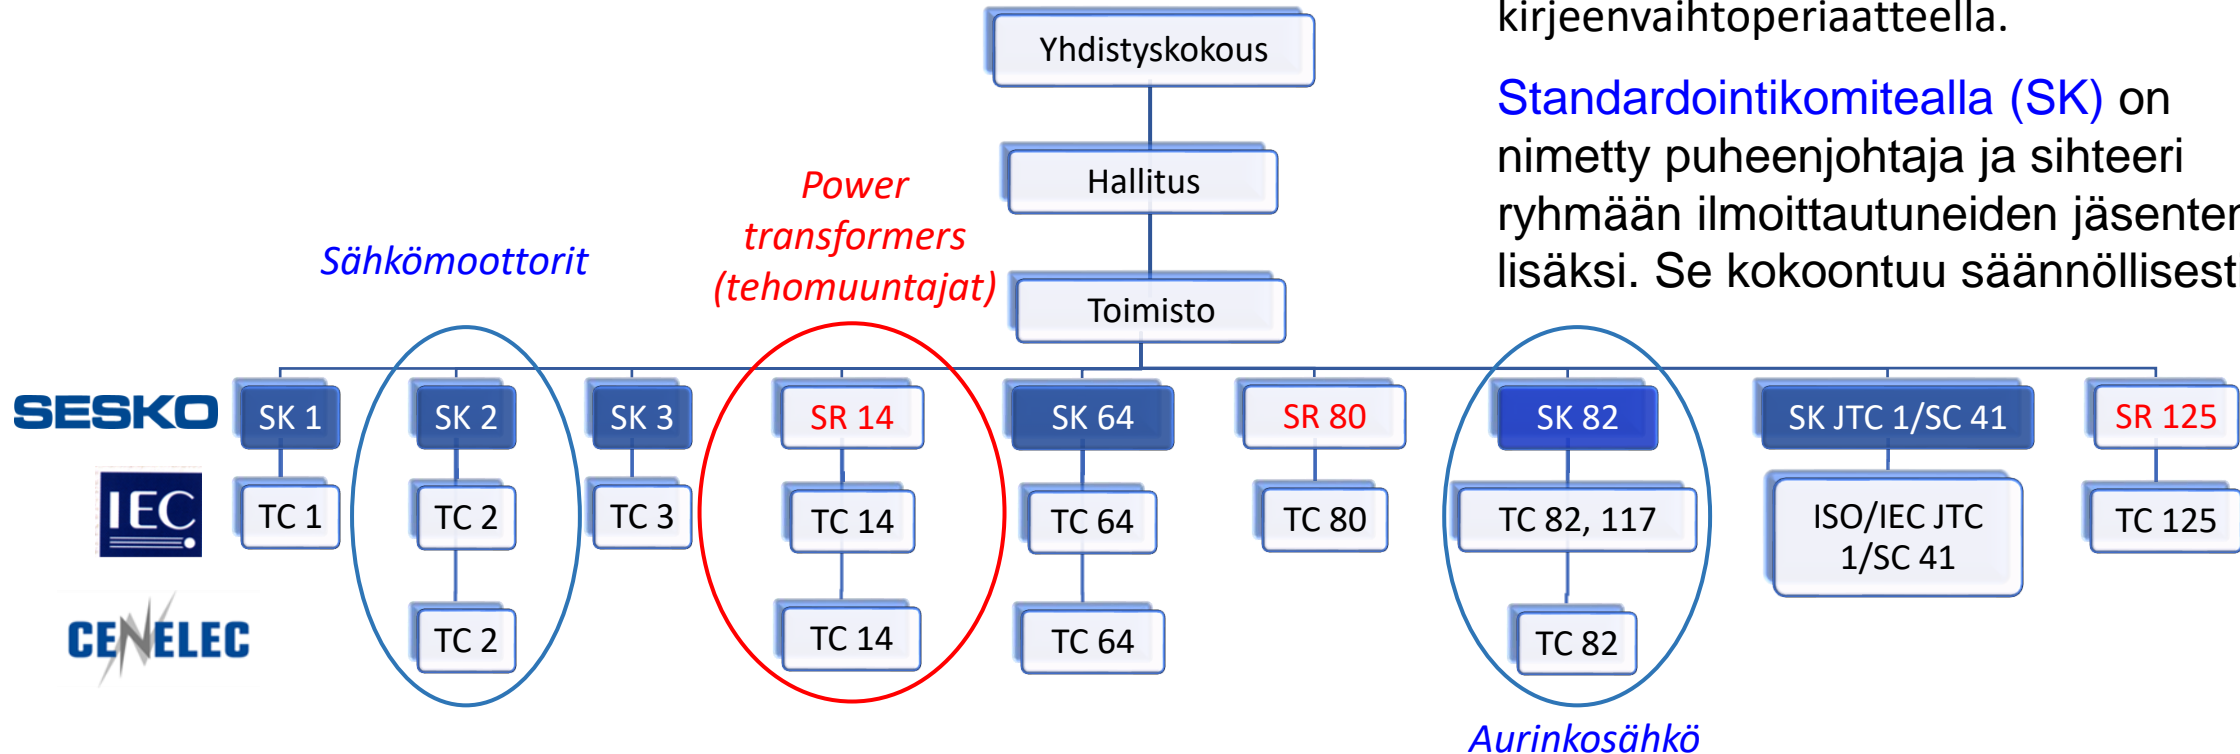 kirjeenvaihtoperiaatteella.
Standardointikomitealla (SK) on
nimetty puheenjohtaja ja sihteeri
ryhmään ilmoittautuneiden jäsenten
lisäksi. Se kokoontuu säännöllisest
Yhdistyskokous
Hallitus
Toimisto
Sähkömoottorit
Power
transformers
(tehomuuntajat)
SESKO
SK 1
SK 2
SK 3
SR 14
SK 64
SR 80
SK 82
SK JTC 1/SC 41
SR 125
IEC
TC 1
TC 2
TC 3
TC 14
TC 64
TC 80
TC 82, 117
ISO/IEC JTC
1/SC 41
TC 125
CENELEC
TC 2
TC 14
TC 64
TC 82
Aurinkosähkö